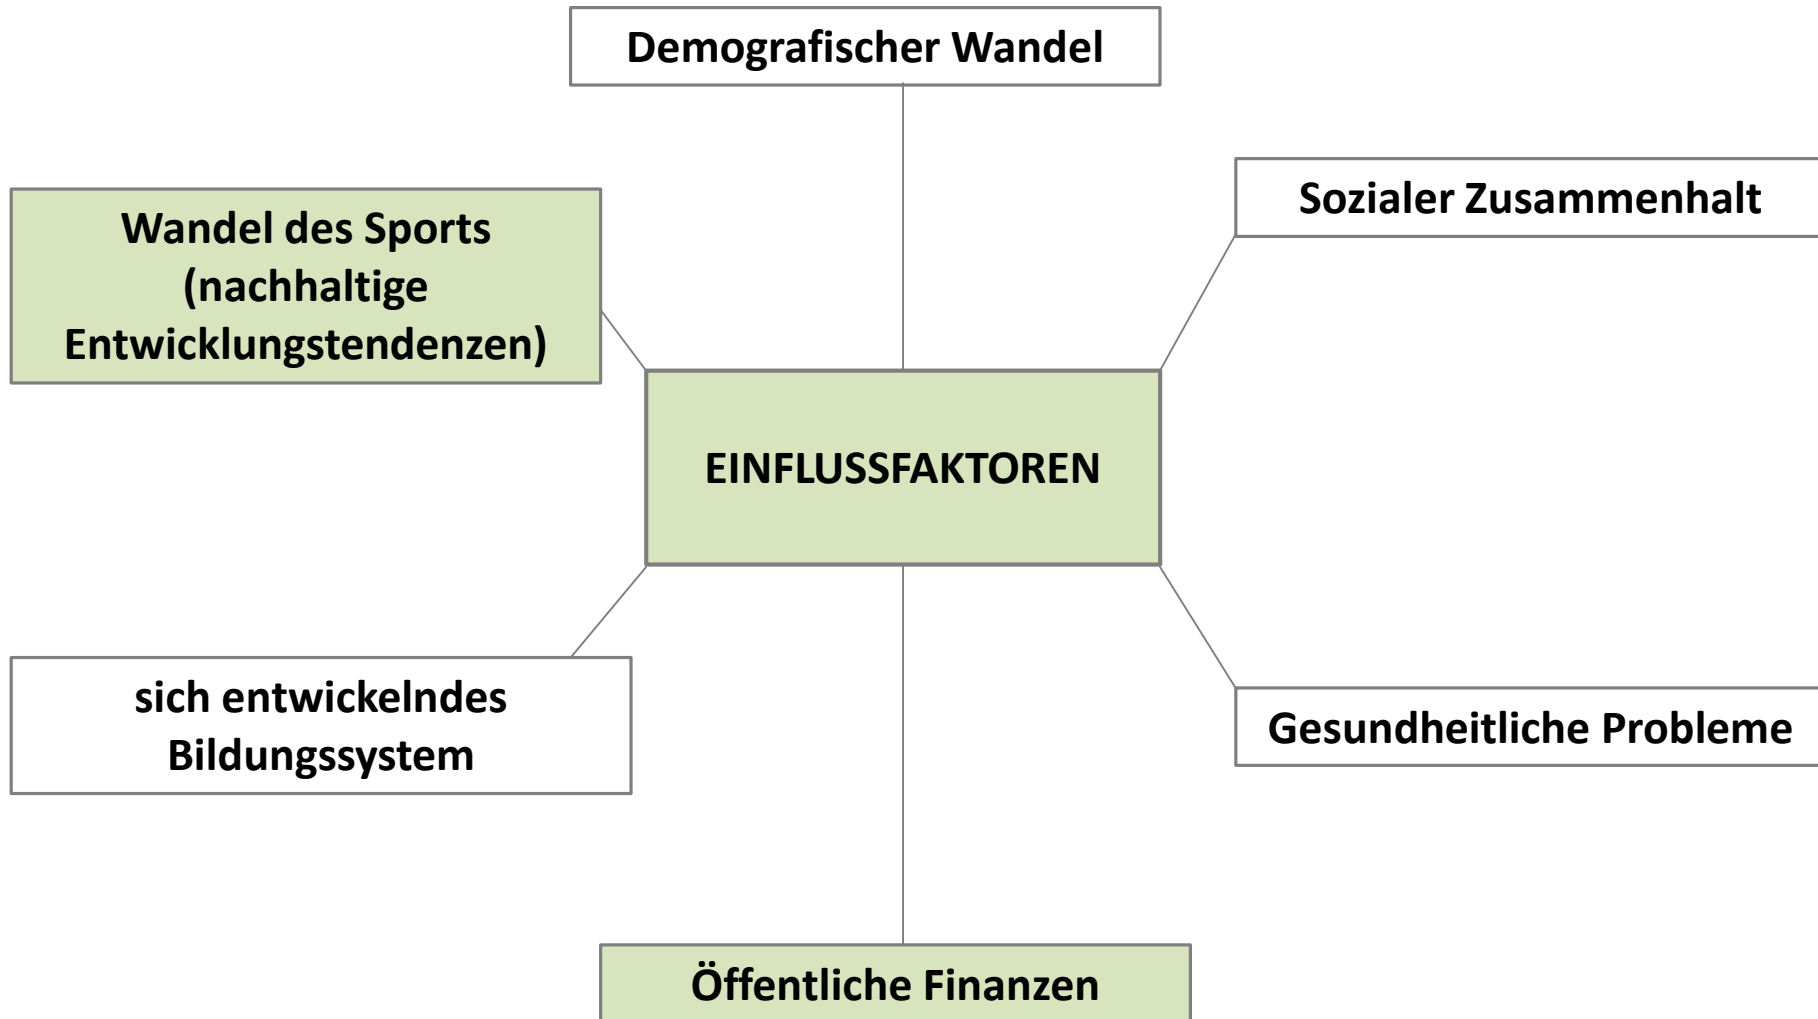 Demografischer Wandel
Sozialer Zusammenhalt
Wandel des Sports
(nachhaltige
Entwicklungstendenzen)
EINFLUSSFAKTOREN
sich entwickelndes
Bildungssystem
Gesundheitliche Probleme
Öffentliche Finanzen